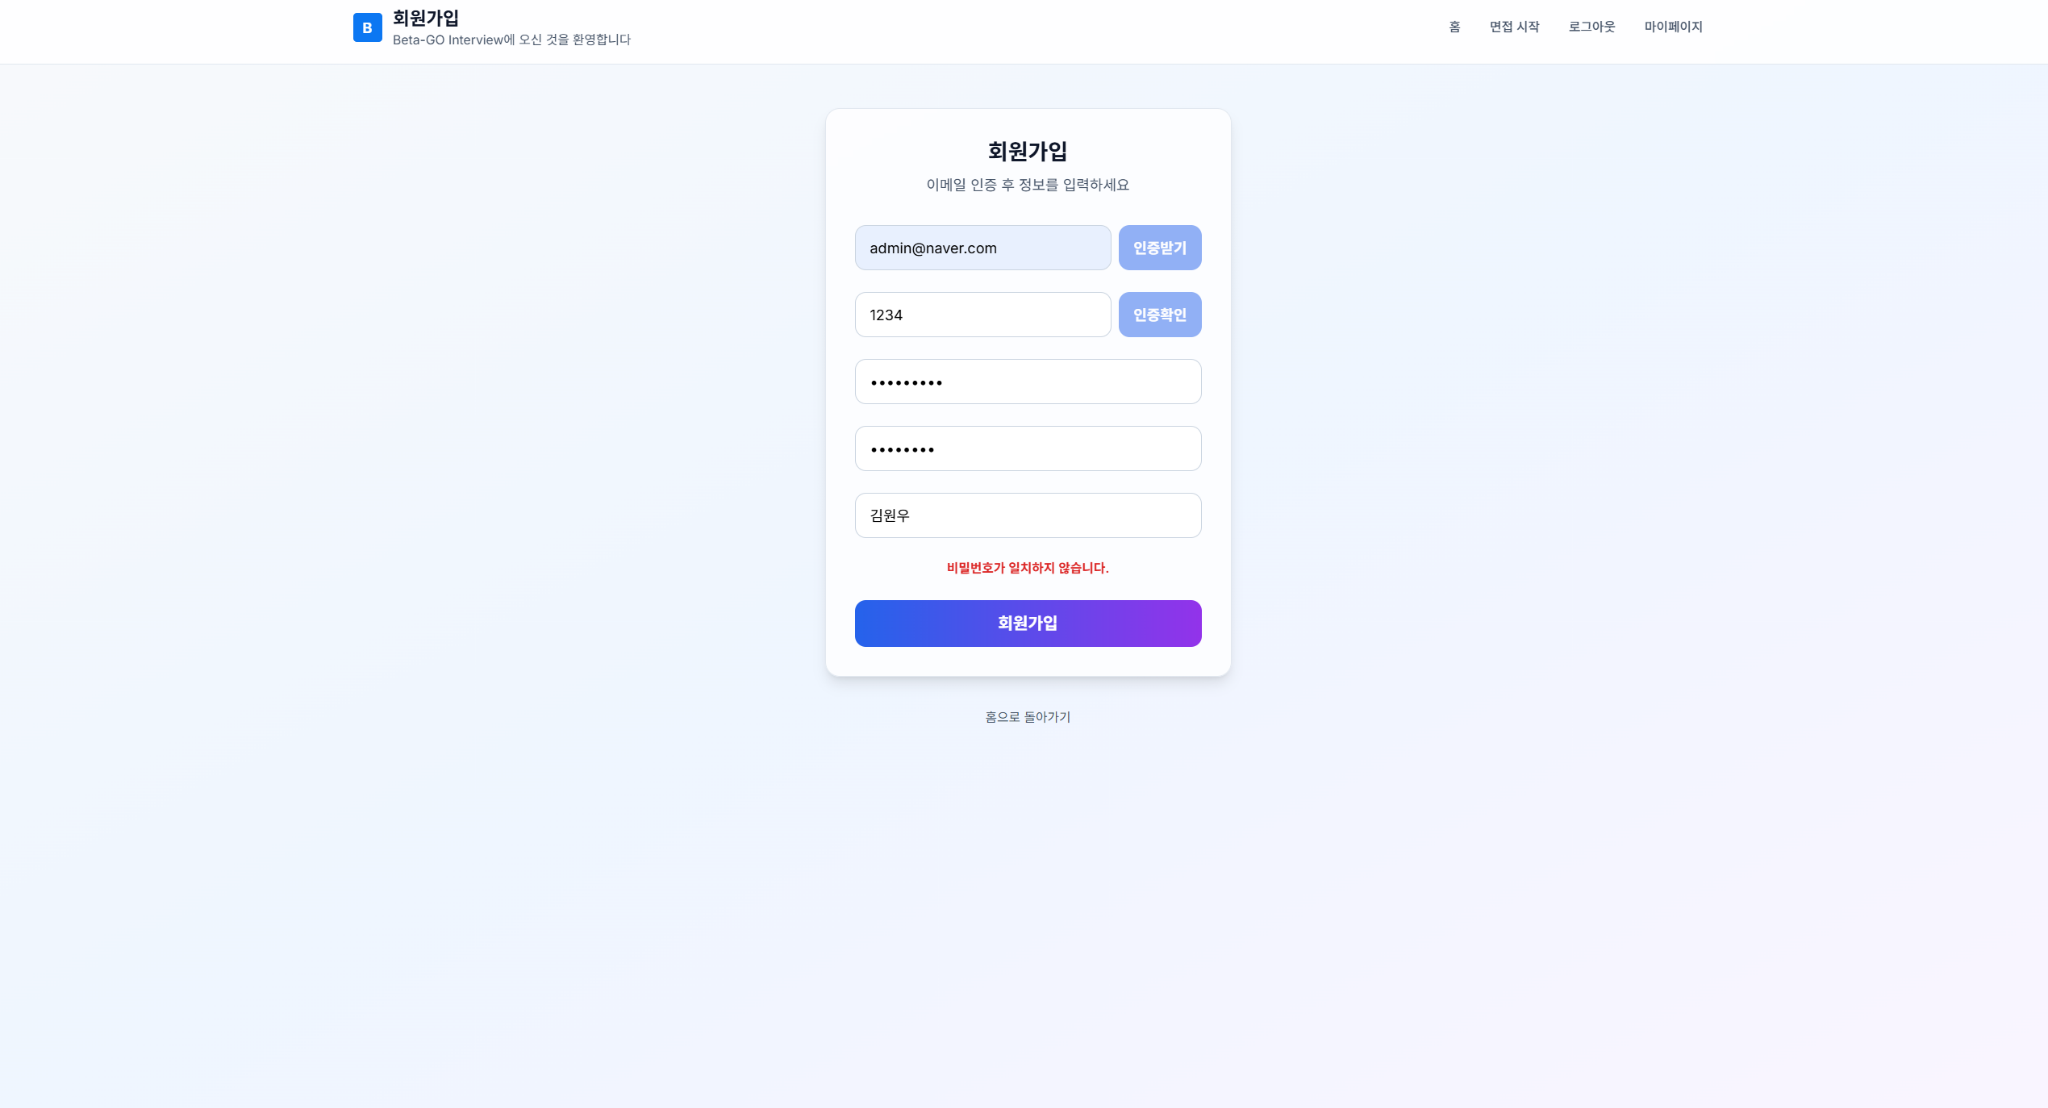 B
회원가입
Beta-GO Interview에 오신 것을 환영합니다
홈 면접 시작 로그아웃 마이페이지
회원가입
이메일 인증 후 정보를 입력하세요
admin@naver.com 인증받기
1234 인증확인
•••••••••
••••••••
김원우
비밀번호가 일치하지 않습니다.
회원가입
홈으로 돌아가기